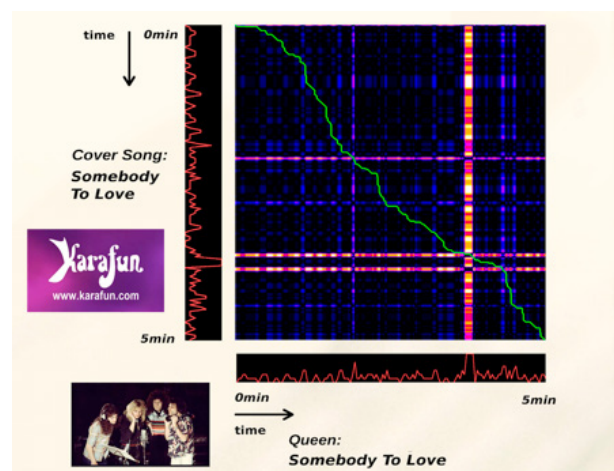 time
0min
Cover Song:
Somebody
To Love
Karafun
www.karafun.com
5min
0min
5min
time
Queen:
Somebody To Love